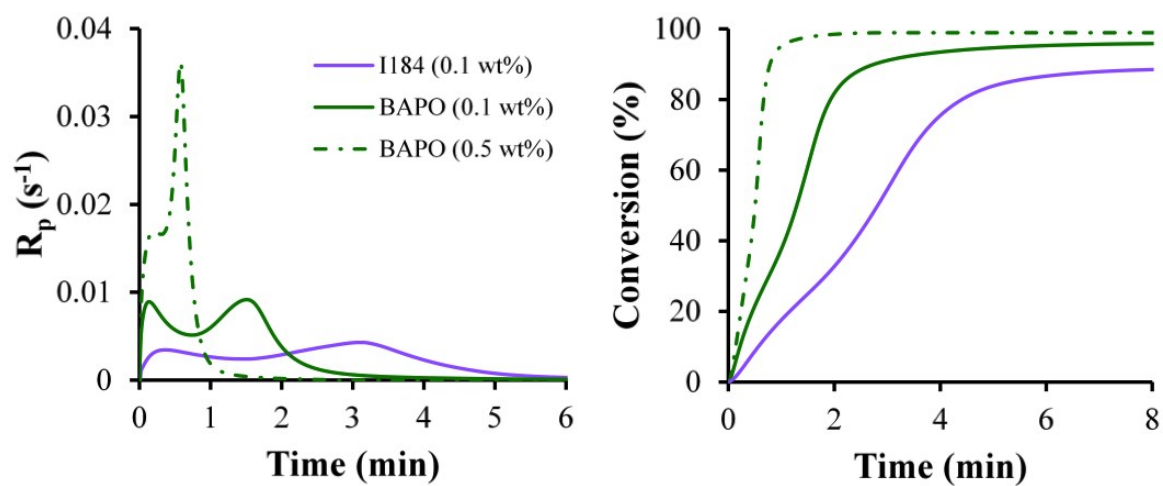 0.04
0.03
0.02
0.01
0
R_p (s⁻¹)
I184 (0.1 wt%)
BAPO (0.1 wt%)
BAPO (0.5 wt%)
0 1 2 3 4 5 6
Time (min)
100
80
60
40
20
0
Conversion (%)
0 2 4 6 8
Time (min)